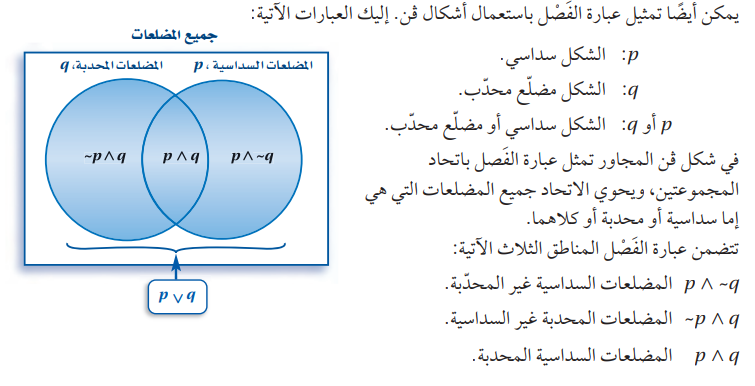 يمكن أيضًا تمثيل عبارة الفَصْل باستعمال أشكال ڤن. إليك العبارات الآتية:
p: الشكل سداسي.
q: الشكل مضلّع محدّب.
p أو q: الشكل سداسي أو مضلّع محدّب.
في شكل ڤن المجاور تمثل عبارة الفَصل باتحاد
المجموعتين، ويحوي الاتحاد جميع المضلعات التي هي
إما سداسية أو محدبة أو كلاهما.
تتضمن عبارة الفَصْل المناطق الثلاث الآتية:
p ∧ ~q المضلعات السداسية غير المحدّبة.
~p ∧ q المضلعات المحدبة غير السداسية.
p ∧ q المضلعات السداسية المحدبة.
جميع المضلعات
المضلعات السداسية، p
المضلعات المحدبة، q
p ∧ ~q
p ∧ q
~p ∧ q
p ∨ q